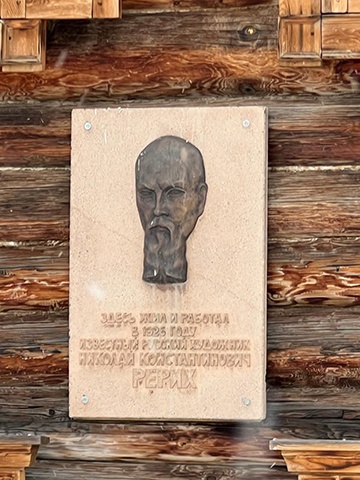 ЗДЕСЬ ЖИЛ И РАБОТАЛ
В 1926 ГОДУ
ИЗВЕСТНЫЙ РУССКИЙ ХУДОЖНИК
НИКОЛАЙ КОНСТАНТИНОВИЧ
РЕРИХ